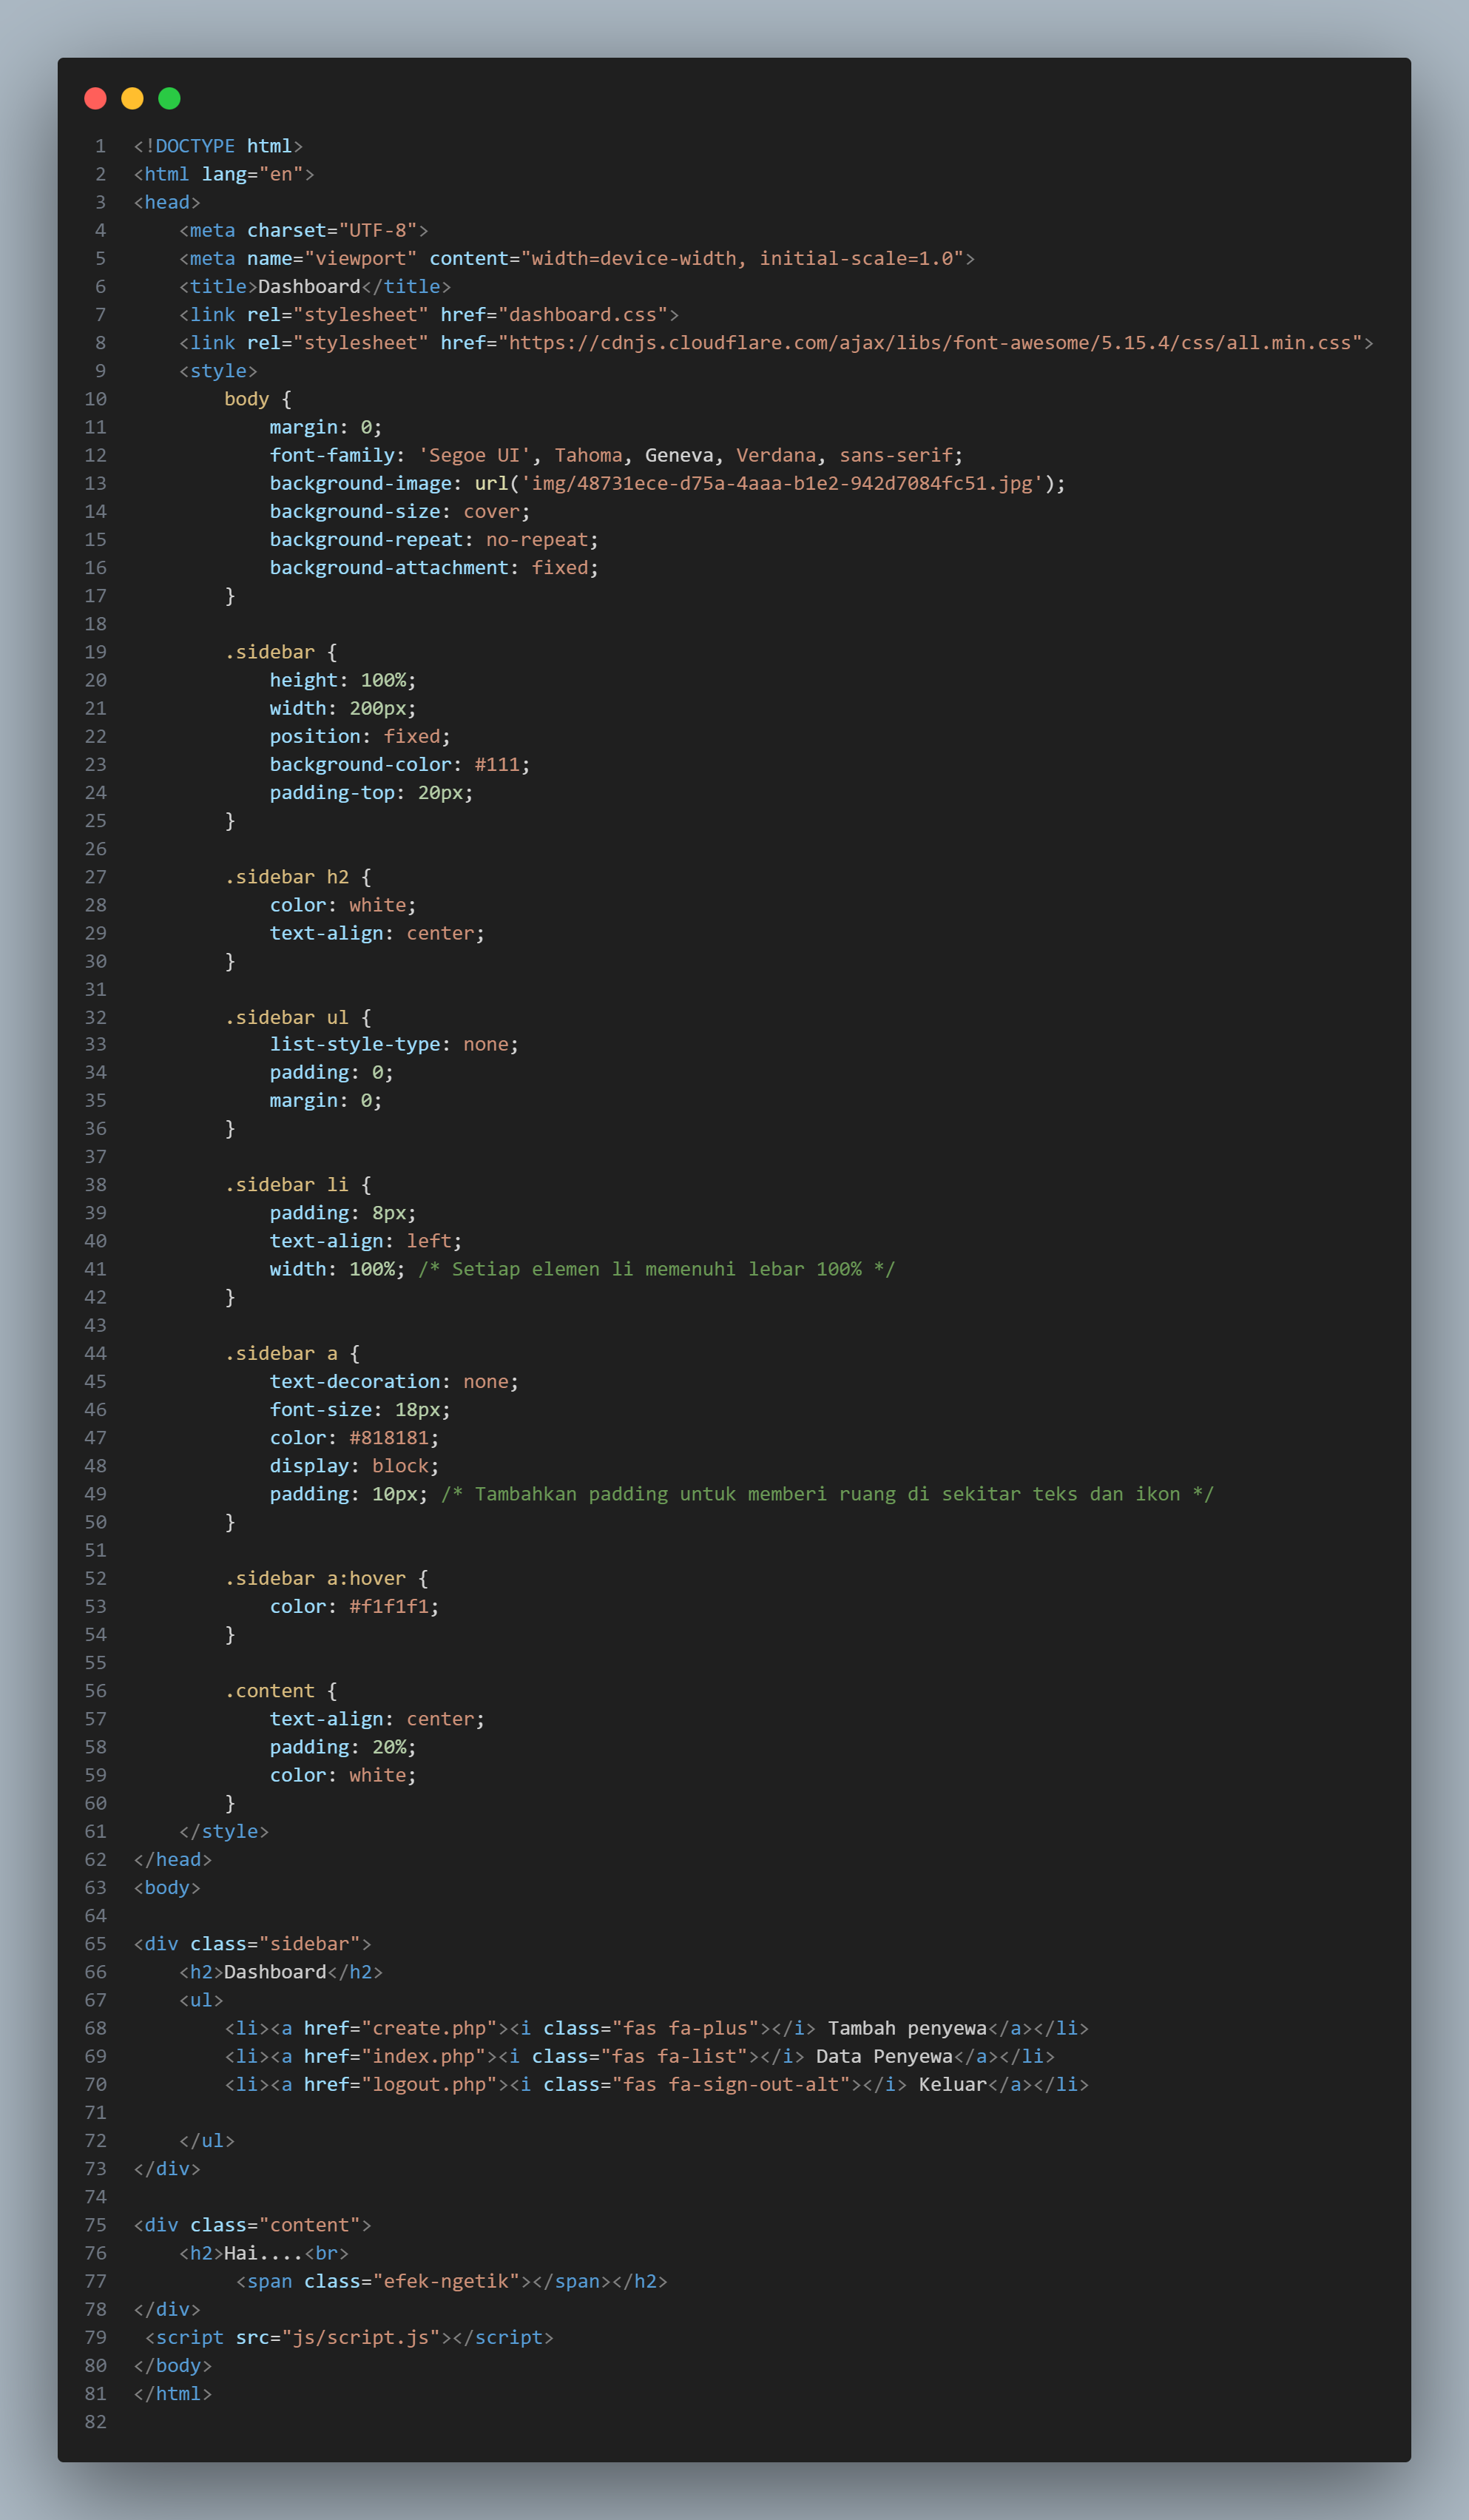 1 <!DOCTYPE html>
2 <html lang="en">
3 <head>
4     <meta charset="UTF-8">
5     <meta name="viewport" content="width=device-width, initial-scale=1.0">
6     <title>Dashboard</title>
7     <link rel="stylesheet" href="dashboard.css">
8     <link rel="stylesheet" href="https://cdnjs.cloudflare.com/ajax/libs/font-awesome/5.15.4/css/all.min.css">
9     <style>
10         body {
11             margin: 0;
12             font-family: 'Segoe UI', Tahoma, Geneva, Verdana, sans-serif;
13             background-image: url('img/48731ece-d75a-4aaa-b1e2-942d7084fc51.jpg');
14             background-size: cover;
15             background-repeat: no-repeat;
16             background-attachment: fixed;
17         }
18
19         .sidebar {
20             height: 100%;
21             width: 200px;
22             position: fixed;
23             background-color: #111;
24             padding-top: 20px;
25         }
26
27         .sidebar h2 {
28             color: white;
29             text-align: center;
30         }
31
32         .sidebar ul {
33             list-style-type: none;
34             padding: 0;
35             margin: 0;
36         }
37
38         .sidebar li {
39             padding: 8px;
40             text-align: left;
41             width: 100%; /* Setiap elemen li memenuhi lebar 100% */
42         }
43
44         .sidebar a {
45             text-decoration: none;
46             font-size: 18px;
47             color: #818181;
48             display: block;
49             padding: 10px; /* Tambahkan padding untuk memberi ruang di sekitar teks dan ikon */
50         }
51
52         .sidebar a:hover {
53             color: #f1f1f1;
54         }
55
56         .content {
57             text-align: center;
58             padding: 20%;
59             color: white;
60         }
61     </style>
62 </head>
63 <body>
64
65 <div class="sidebar">
66     <h2>Dashboard</h2>
67     <ul>
68         <li><a href="create.php"><i class="fas fa-plus"></i> Tambah penyewa</a></li>
69         <li><a href="index.php"><i class="fas fa-list"></i> Data Penyewa</a></li>
70         <li><a href="logout.php"><i class="fas fa-sign-out-alt"></i> Keluar</a></li>
71
72     </ul>
73 </div>
74
75 <div class="content">
76     <h2>Hai....<br>
77          <span class="efek-ngetik"></span></h2>
78 </div>
79  <script src="js/script.js"></script>
80 </body>
81 </html>
82